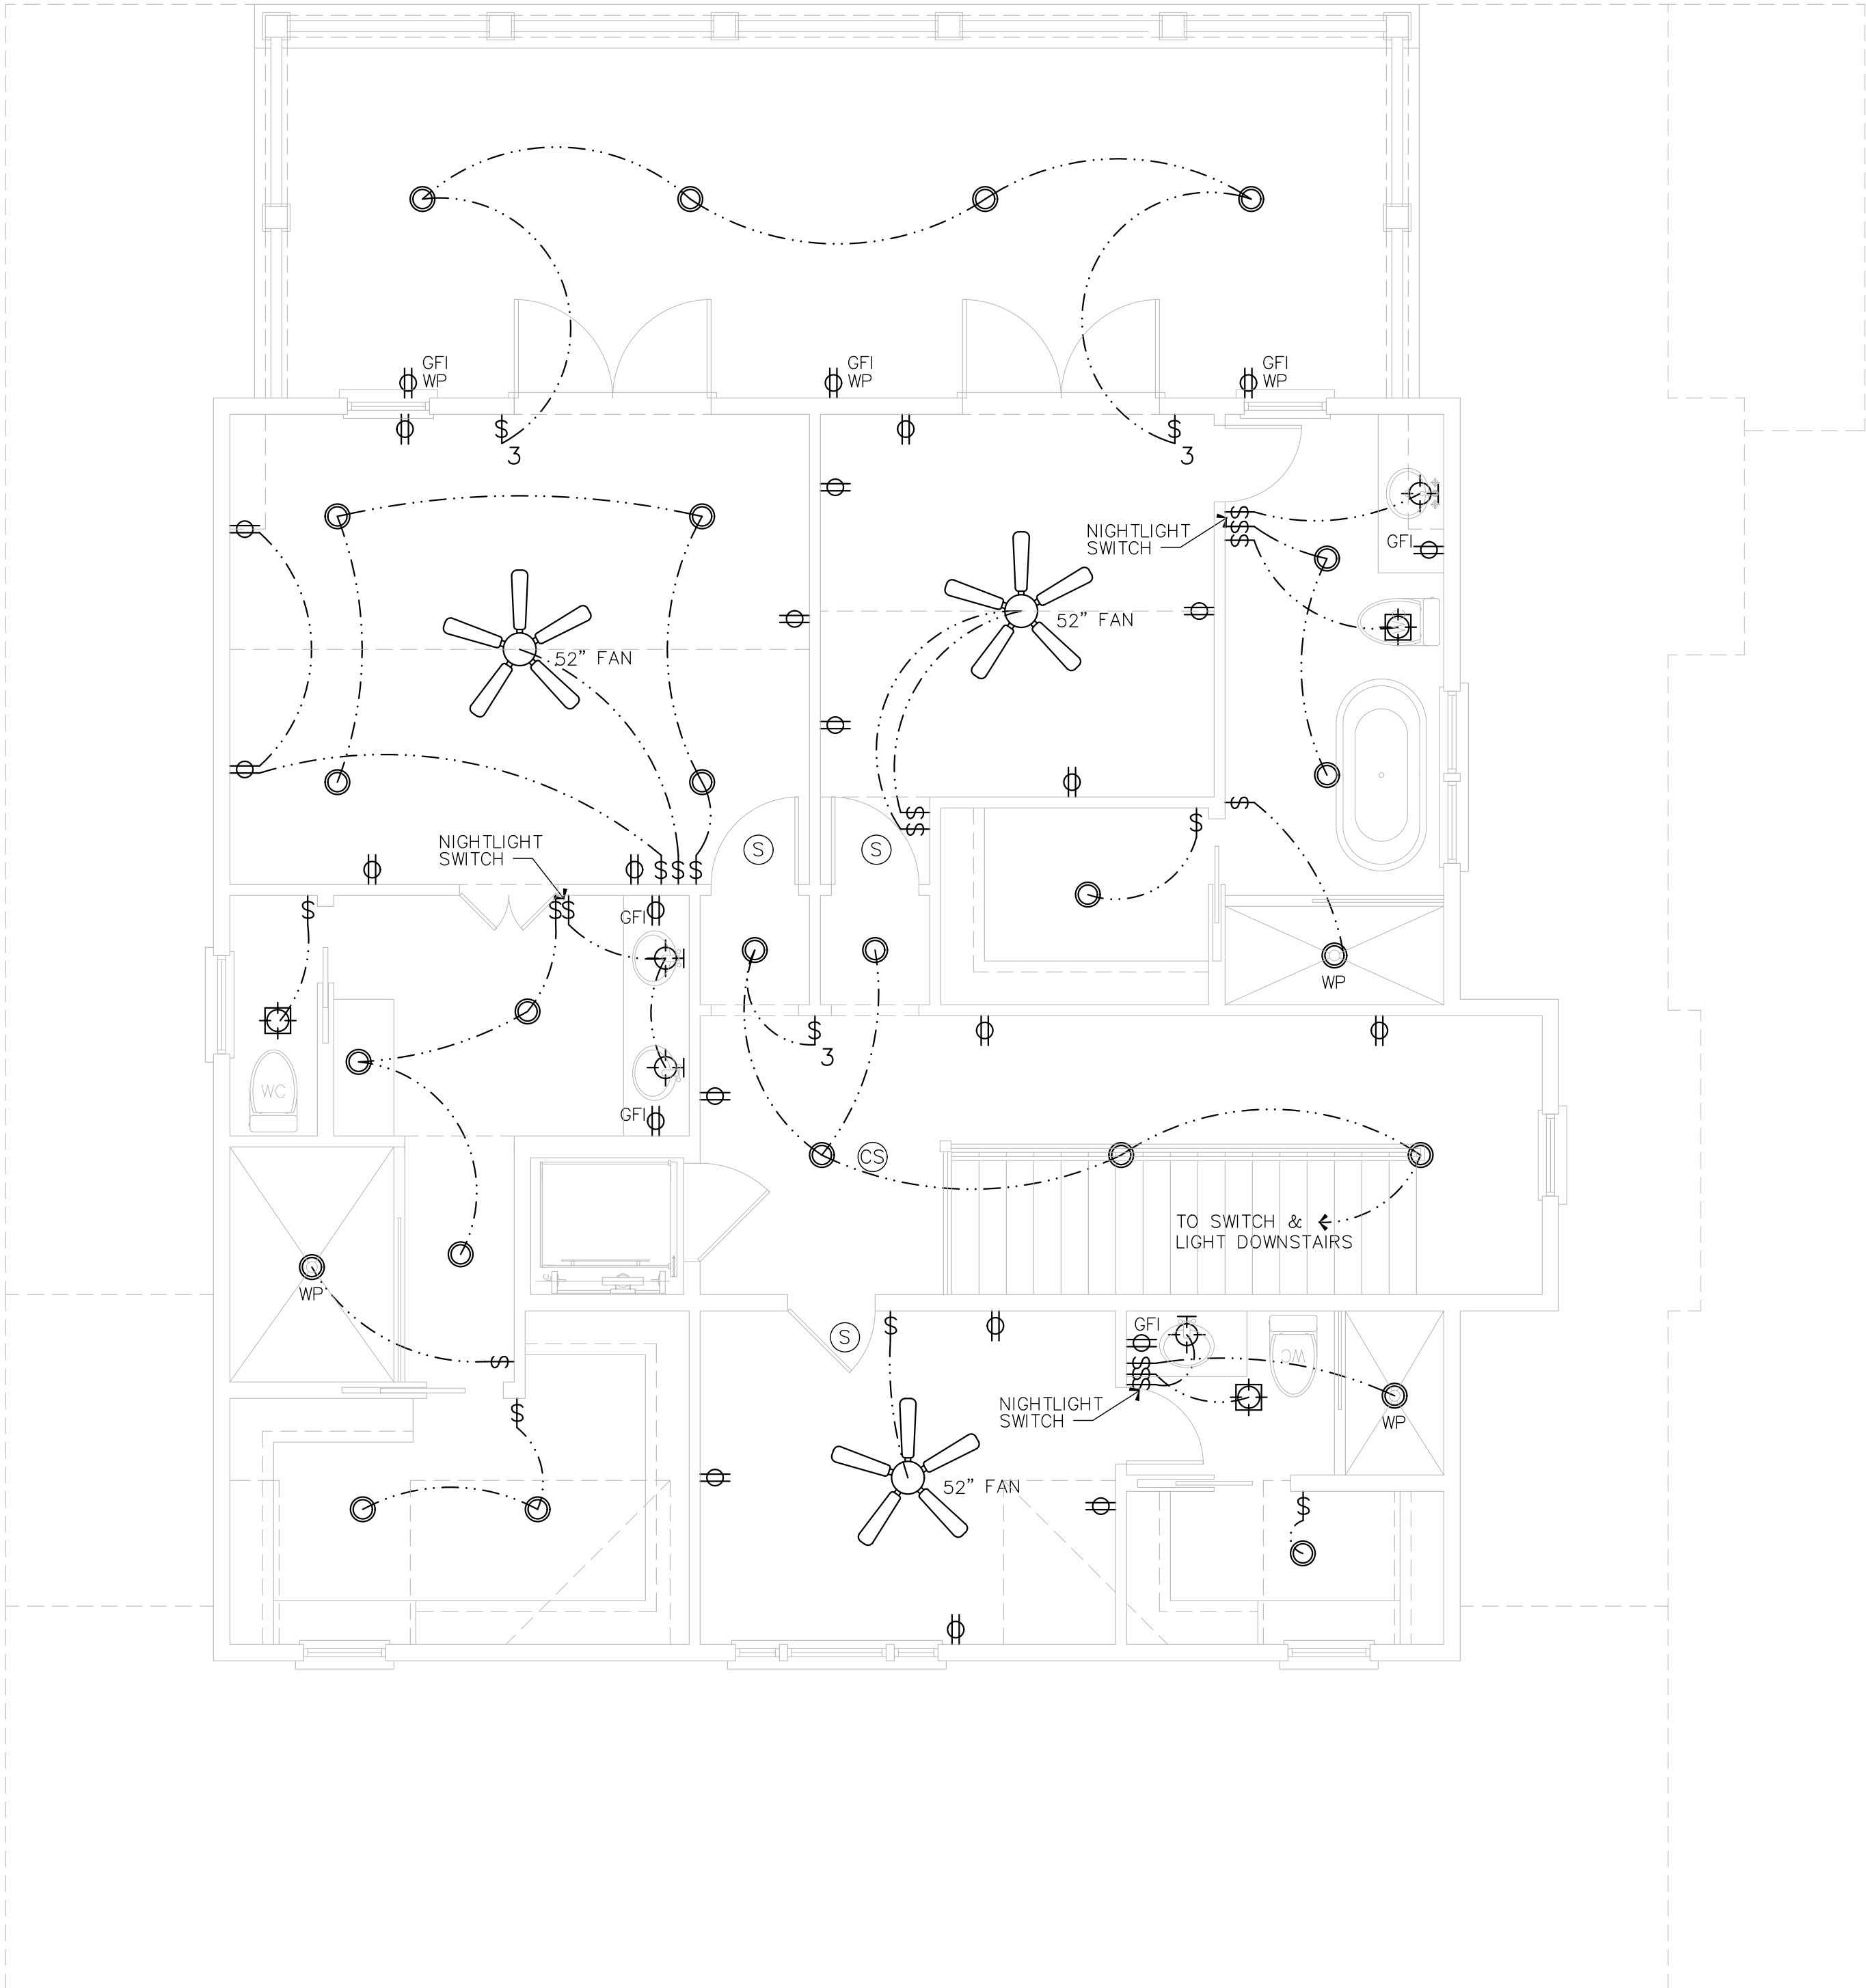 GFI
WP
GFI
WP
GFI
WP
$
3
$
3
NIGHTLIGHT
SWITCH
$
$
$
GFI
52" FAN
52" FAN
$
$
$
$
NIGHTLIGHT
SWITCH
S
S
$
$ $ $
$
$ $
GFI
WP
$
3
WC
GFI
CS
TO SWITCH &
LIGHT DOWNSTAIRS
WP
S
$
GFI
$
$
$
$
WC
NIGHTLIGHT
SWITCH
$
WP
52" FAN
$